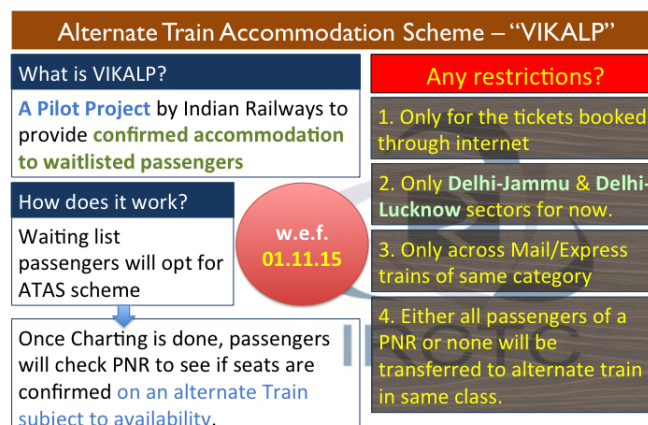 Alternate Train Accommodation Scheme – “VIKALP”
What is VIKALP?
A Pilot Project by Indian Railways to
provide confirmed accommodation
to waitlisted passengers
How does it work?
Waiting list
passengers will opt for
ATAS scheme
w.e.f.
01.11.15
Once Charting is done, passengers
will check PNR to see if seats are
confirmed on an alternate Train
subject to availability.
Any restrictions?
1. Only for the tickets booked
through internet
2. Only Delhi-Jammu & Delhi-
Lucknow sectors for now.
3. Only across Mail/Express
trains of same category
4. Either all passengers of a
PNR or none will be
transferred to alternate train
in same class.
IRCTC